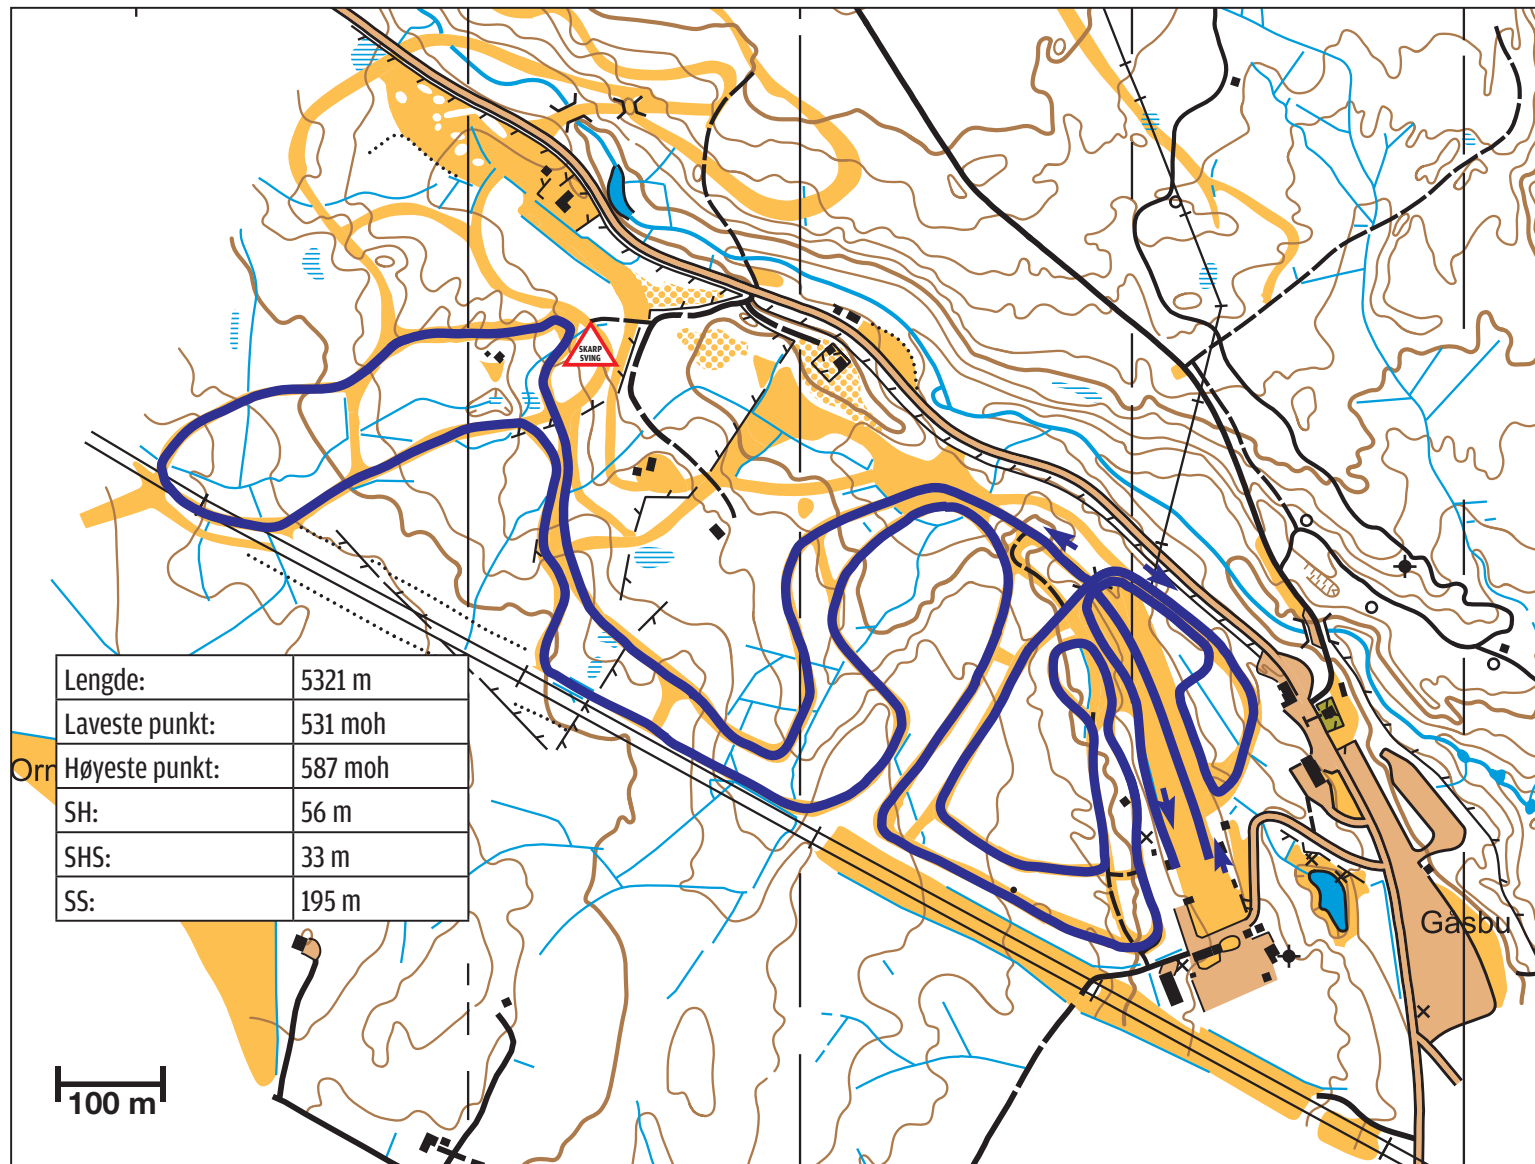 SKARP
SVING
Lengde: 5321 m
Laveste punkt: 531 moh
Høyeste punkt: 587 moh
SH: 56 m
SHS: 33 m
SS: 195 m
Orn
Gåsbu
100 m